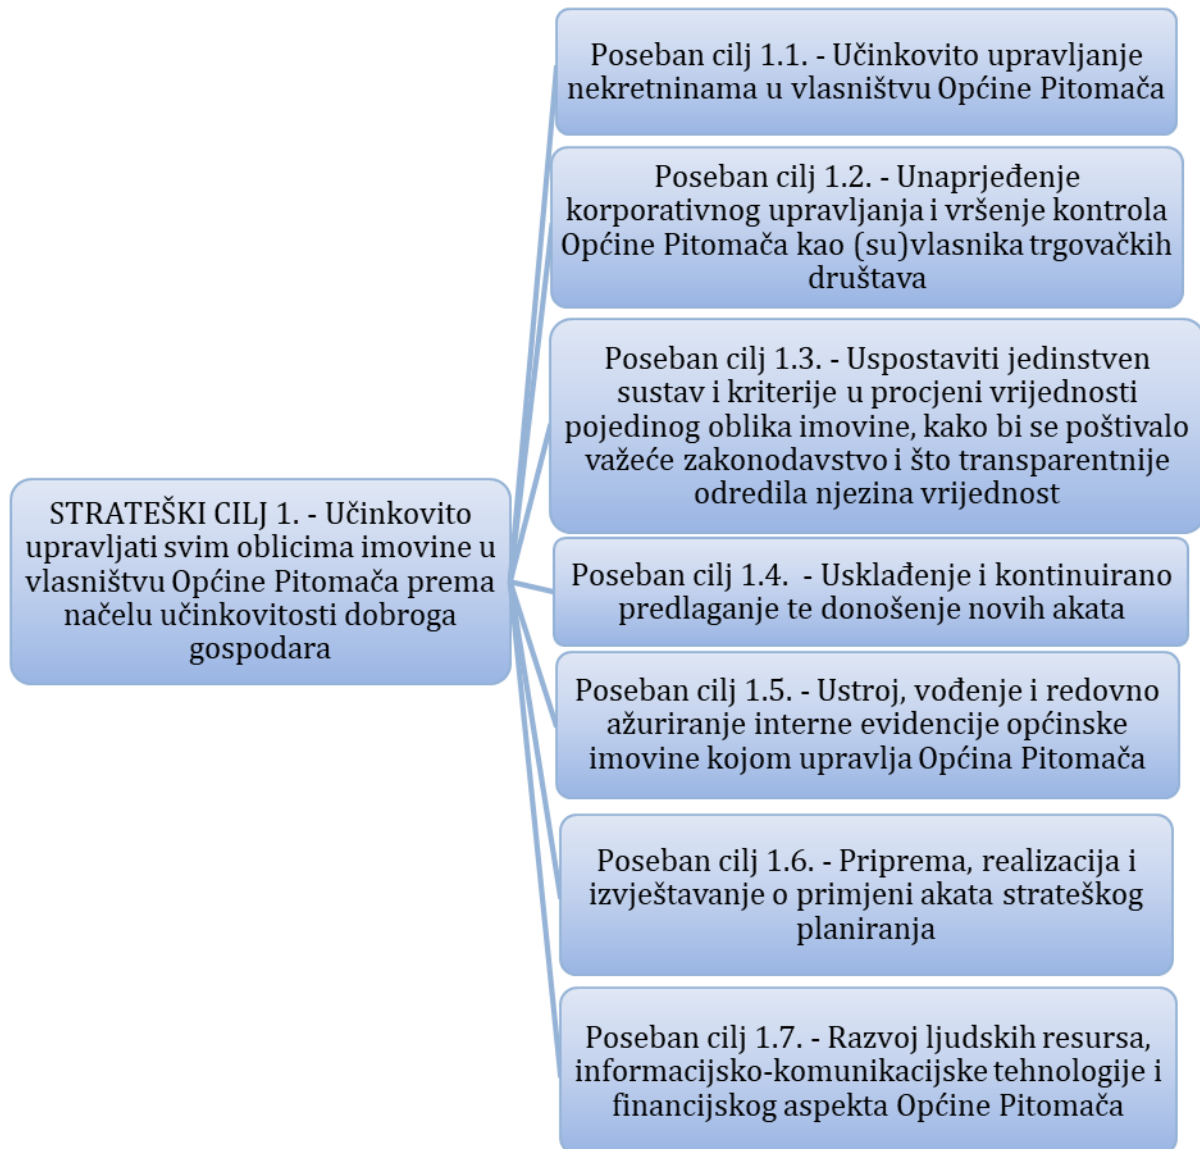 Poseban cilj 1.1. - Učinkovito upravljanje
nekretninama u vlasništvu Općine Pitomača
Poseban cilj 1.2. - Unaprjeđenje
korporativnog upravljanja i vršenje kontrola
Općine Pitomača kao (su)vlasnika trgovačkih
društava
Poseban cilj 1.3. - Uspostaviti jedinstven
sustav i kriterije u procjeni vrijednosti
pojedinog oblika imovine, kako bi se poštivalo
važeće zakonodavstvo i što transparentnije
odredila njezina vrijednost
STRATEŠKI CILJ 1. - Učinkovito
upravljati svim oblicima imovine u
vlasništvu Općine Pitomača prema
načelu učinkovitosti dobroga
gospodara
Poseban cilj 1.4. - Usklađenje i kontinuirano
predlaganje te donošenje novih akata
Poseban cilj 1.5. - Ustroj, vođenje i redovno
ažuriranje interne evidencije općinske
imovine kojom upravlja Općina Pitomača
Poseban cilj 1.6. - Priprema, realizacija i
izvještavanje o primjeni akata strateškog
planiranja
Poseban cilj 1.7. - Razvoj ljudskih resursa,
informacijsko-komunikacijske tehnologije i
financijskog aspekta Općine Pitomača